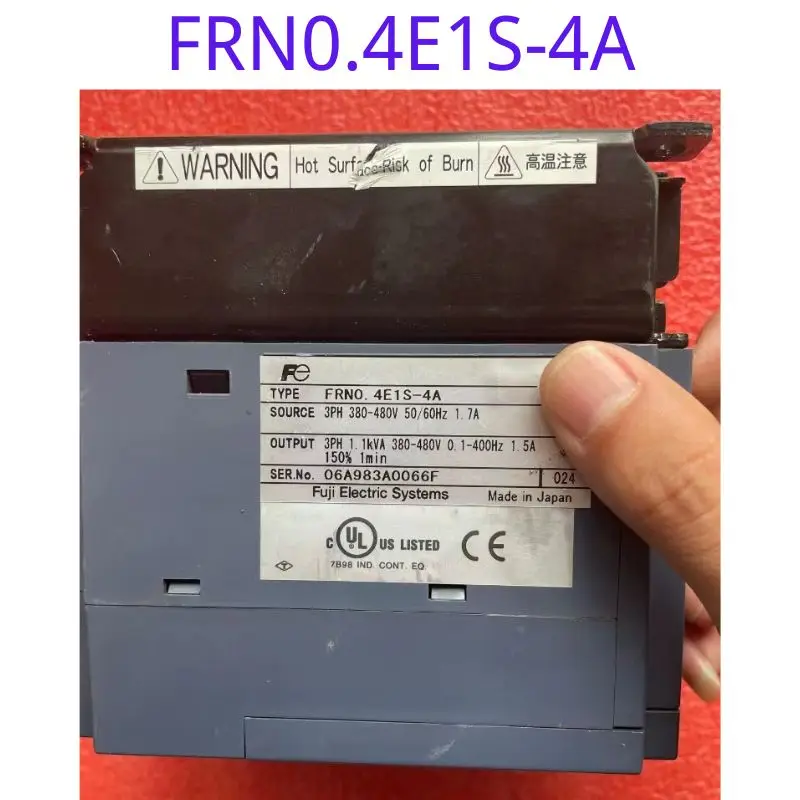 FRN0.4E1S-4A
WARNING Hot Surface-Risk of Burn 高温注意
Fe
TYPE FRN0.4E1S-4A
SOURCE 3PH 380-480V 50/60Hz 1.7A
OUTPUT 3PH 1.1kVA 380-480V 0.1-400Hz 1.5A
150% 1min
SER.No. 06A983A0066F 024
Fuji Electric Systems Made in Japan
C UL US LISTED CE
7B98 IND. CONT. EQ.